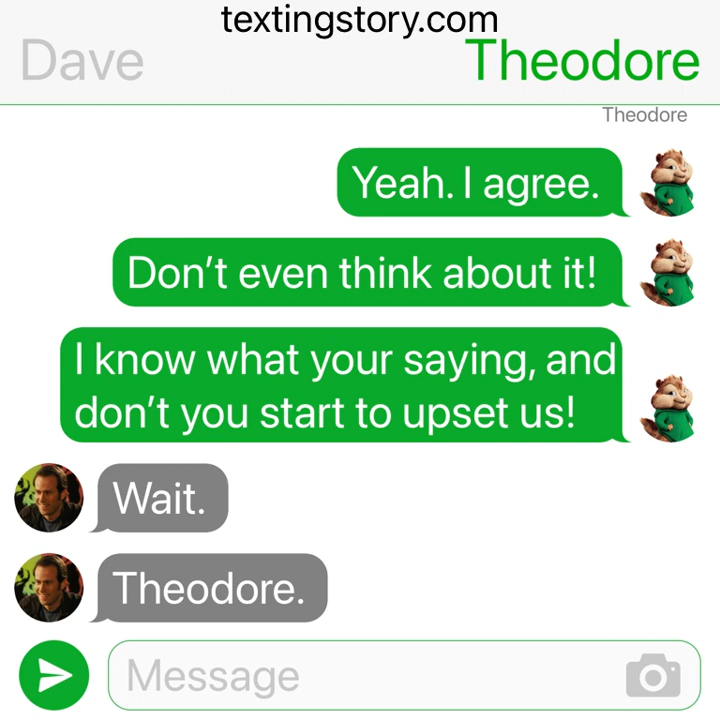 textingstory.com
Dave
Theodore
Theodore
Yeah. I agree.
Don’t even think about it!
I know what your saying, and
don’t you start to upset us!
Wait.
Theodore.
Message